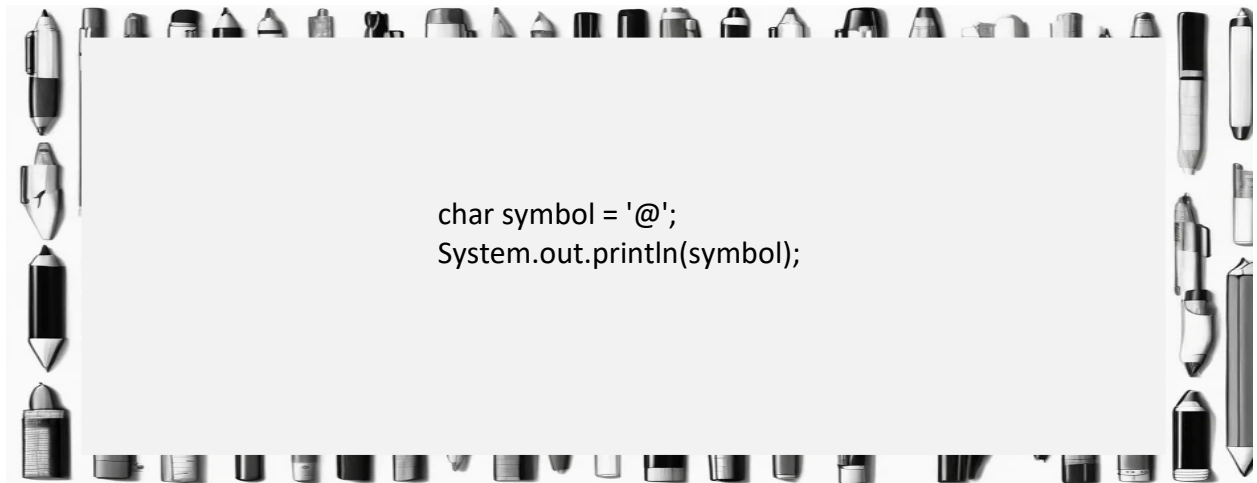 char symbol = '@';
System.out.println(symbol);